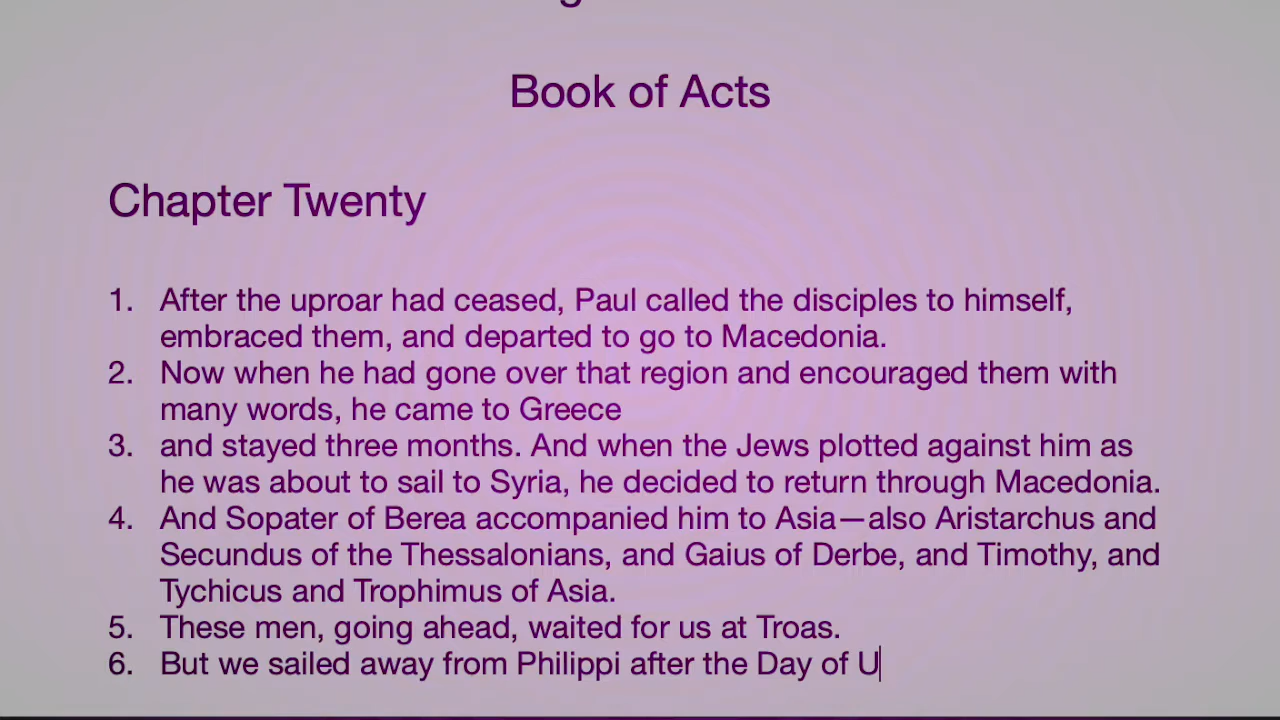 Book of Acts
Chapter Twenty
1. After the uproar had ceased, Paul called the disciples to himself,
embraced them, and departed to go to Macedonia.
2. Now when he had gone over that region and encouraged them with
many words, he came to Greece
3. and stayed three months. And when the Jews plotted against him as
he was about to sail to Syria, he decided to return through Macedonia.
4. And Sopater of Berea accompanied him to Asia—also Aristarchus and
Secundus of the Thessalonians, and Gaius of Derbe, and Timothy, and
Tychicus and Trophimus of Asia.
5. These men, going ahead, waited for us at Troas.
6. But we sailed away from Philippi after the Day of U